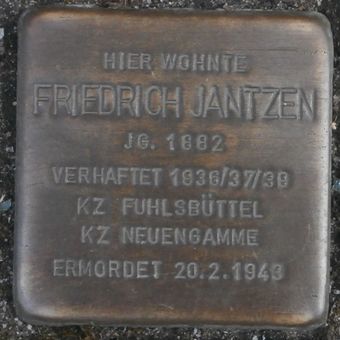 HIER WOHNTE
FRIEDRICH JANTZEN
JG. 1882
VERHAFTET 1936/37/39
KZ FUHLSBÜTTEL
KZ NEUENGAMME
ERMORDET 20.2.1943